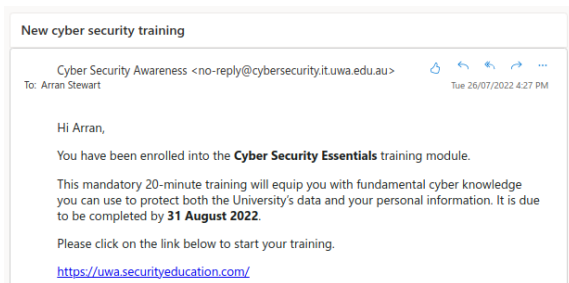 New cyber security training
Cyber Security Awareness <no-reply@cybersecurity.it.uwa.edu.au>
To: Arran Stewart
Tue 26/07/2022 4:27 PM
Hi Arran,
You have been enrolled into the Cyber Security Essentials training module.
This mandatory 20-minute training will equip you with fundamental cyber knowledge
you can use to protect both the University's data and your personal information. It is due
to be completed by 31 August 2022.
Please click on the link below to start your training.
https://uwa.securityeducation.com/